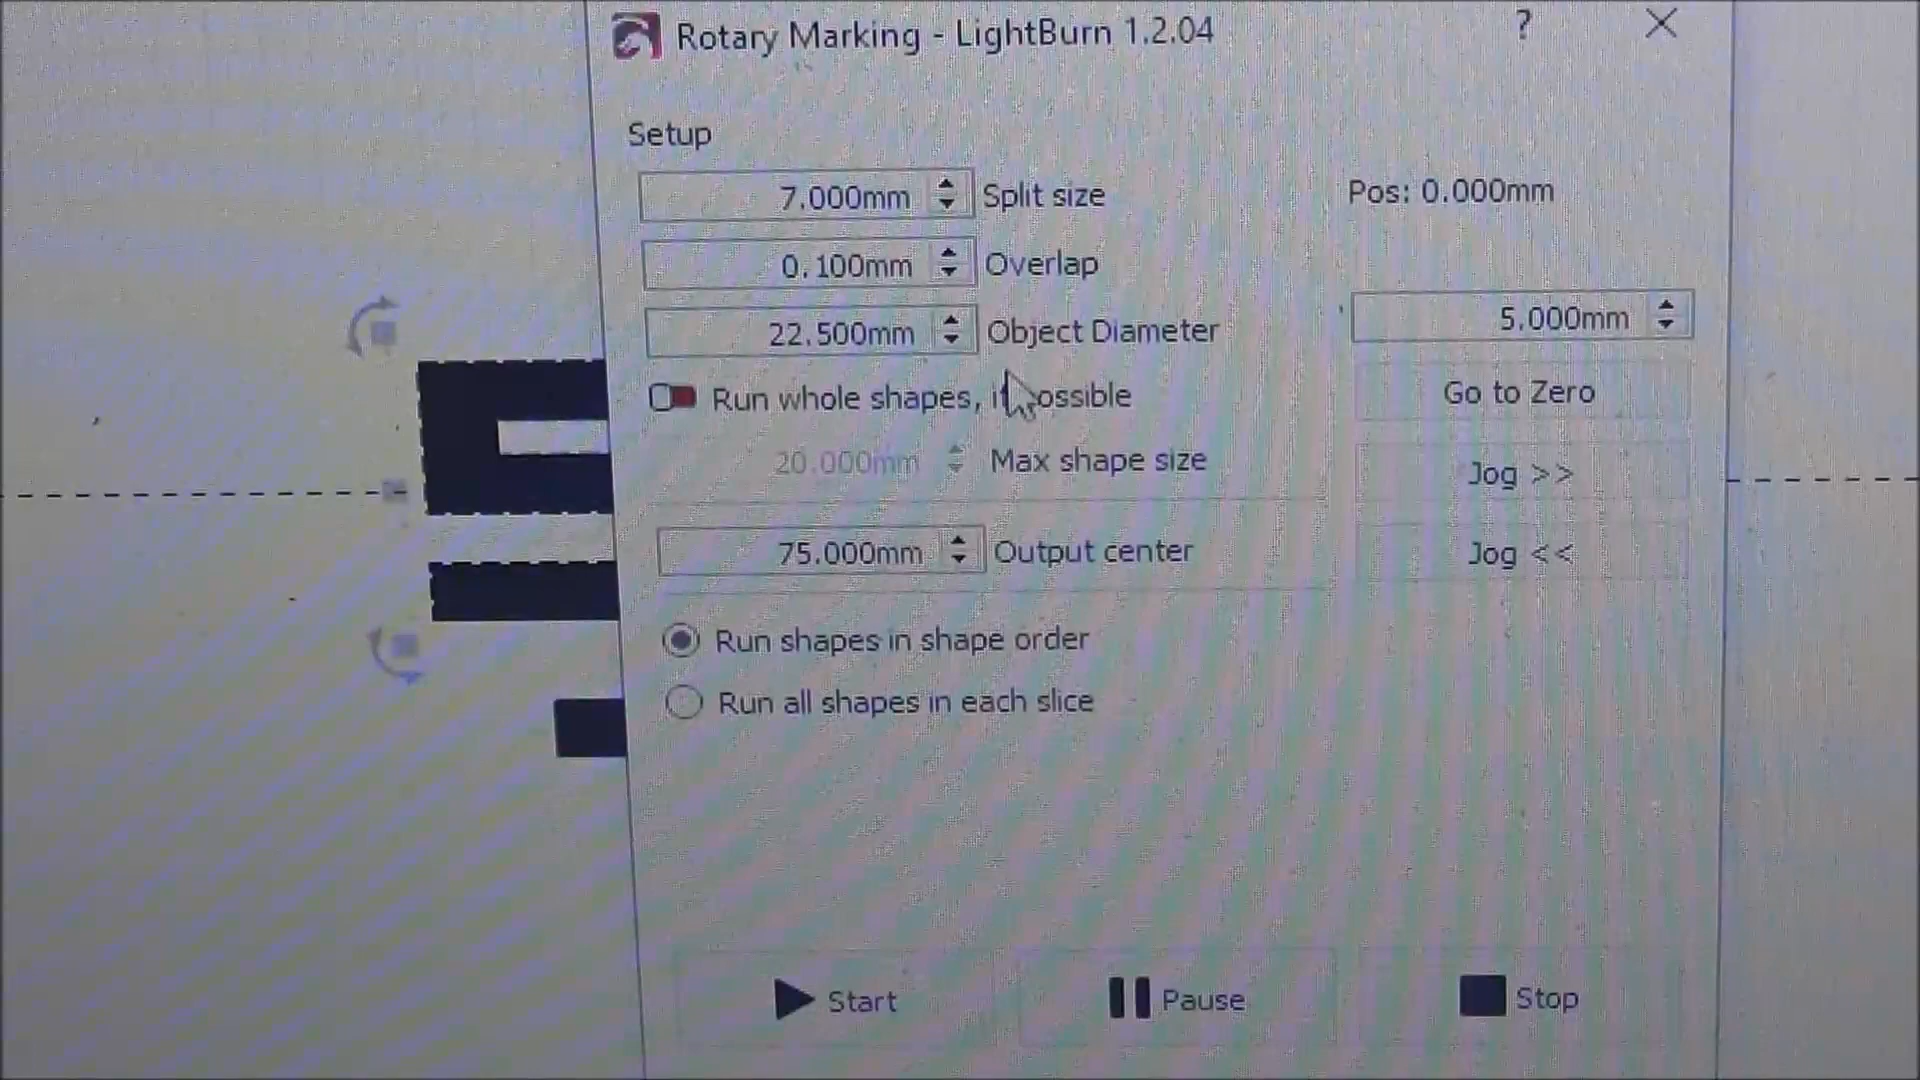 Rotary Marking - LightBurn 1.2.04
?
Setup
7.000mm Split size
Pos: 0.000mm
0.100mm Overlap
22.500mm Object Diameter
5.000mm
Run whole shapes, if possible
Go to Zero
20.000mm Max shape size
Jog >>
75.000mm Output center
Jog <<
Run shapes in shape order
Run all shapes in each slice
Start
Pause
Stop